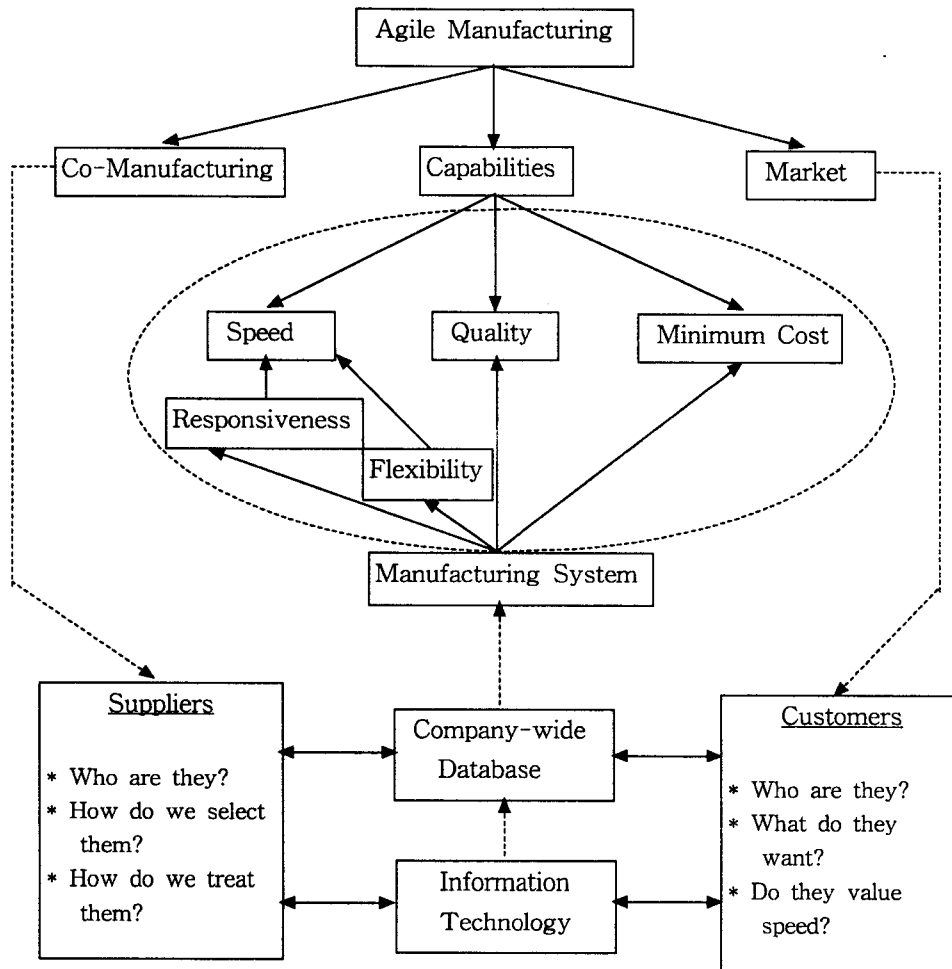 Agile Manufacturing
Co-Manufacturing
Capabilities
Market
Speed
Quality
Minimum Cost
Responsiveness
Flexibility
Manufacturing System
Suppliers
* Who are they?
* How do we select
them?
* How do we treat
them?
Company-wide
Database
Information
Technology
Customers
* Who are they?
* What do they
want?
* Do they value
speed?